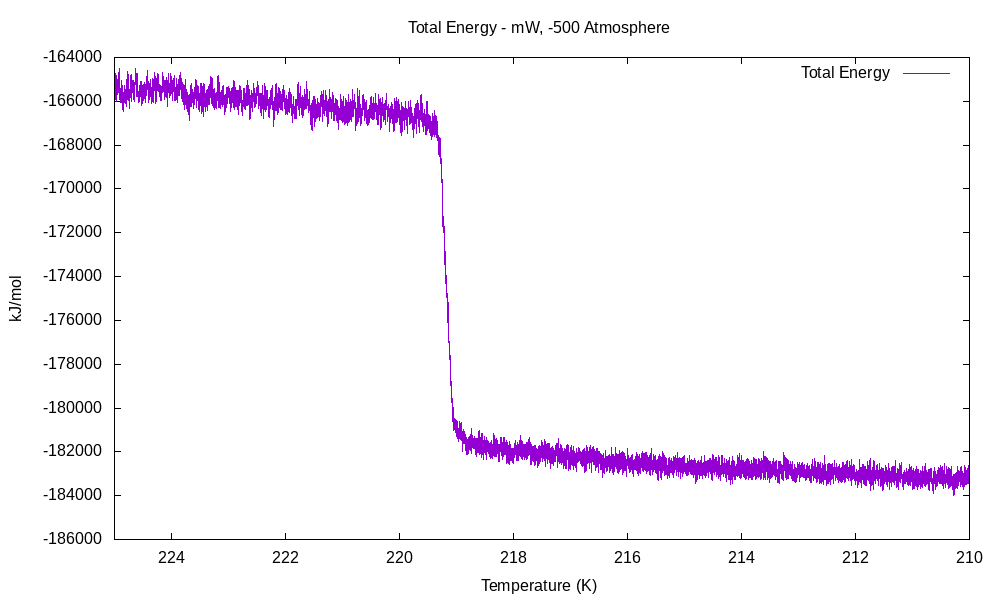 Total Energy - mW, -500 Atmosphere
Total Energy
-164000
-166000
-168000
-170000
-172000
-174000
-176000
-178000
-180000
-182000
-184000
-186000
kJ/mol
224 222 220 218 216 214 212 210
Temperature (K)